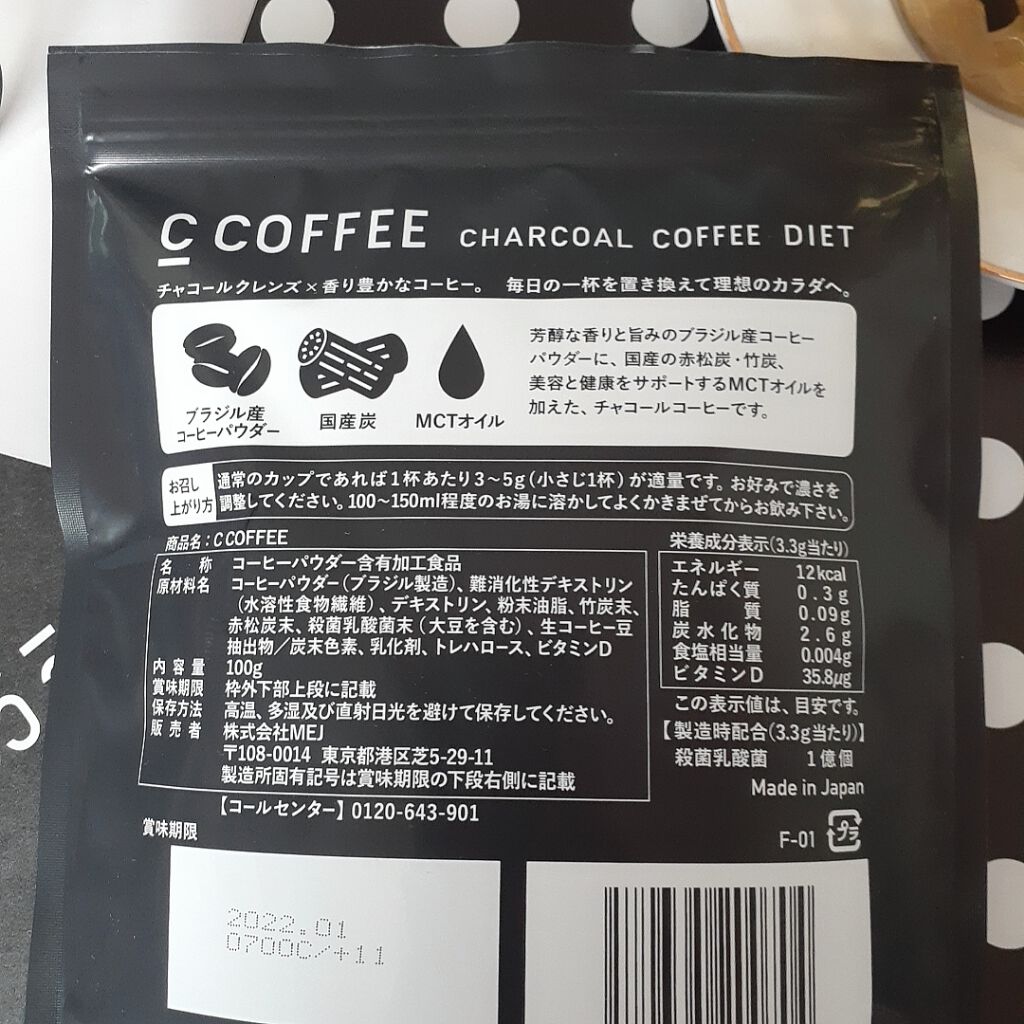 C COFFEE CHARCOAL COFFEE DIET
チャコールクレンズ×香り豊かなコーヒー。 毎日の一杯を置き換えて理想のカラダへ。
ブラジル産
コーヒーパウダー
国産炭
MCTオイル
芳醇な香りと旨みのブラジル産コーヒー
パウダーに、国産の赤松炭・竹炭、
美容と健康をサポートするMCTオイルを
加えた、チャコールコーヒーです。
お召し
上がり方
通常のカップであれば1杯あたり3〜5g(小さじ1杯)が適量です。お好みで濃さを
調整してください。100〜150ml程度のお湯に溶かしてよくかきまぜてからお飲み下さい。
商品名:C COFFEE
名称 コーヒーパウダー含有加工食品
原材料名 コーヒーパウダー(ブラジル製造)、難消化性デキストリン
(水溶性食物繊維)、デキストリン、粉末油脂、竹炭末、
赤松炭末、殺菌乳酸菌末(大豆を含む)、生コーヒー豆
抽出物/炭末色素、乳化剤、トレハロース、ビタミンD
内容量 100g
賞味期限 枠外下部上段に記載
保存方法 高温、多湿及び直射日光を避けて保存してください。
販売者 株式会社MEJ
〒108-0014 東京都港区芝5-29-11
製造所固有記号は賞味期限の下段右側に記載
【コールセンター】0120-643-901
栄養成分表示(3.3g当たり)
エネルギー 12kcal
たんぱく質 0.3g
脂質 0.09g
炭水化物 2.6g
食塩相当量 0.004g
ビタミンD 35.8μg
この表示値は、目安です。
【製造時配合(3.3g当たり)】
殺菌乳酸菌 1億個
Made in Japan
F-01 プラ
賞味期限
2022.01
0700C/+11